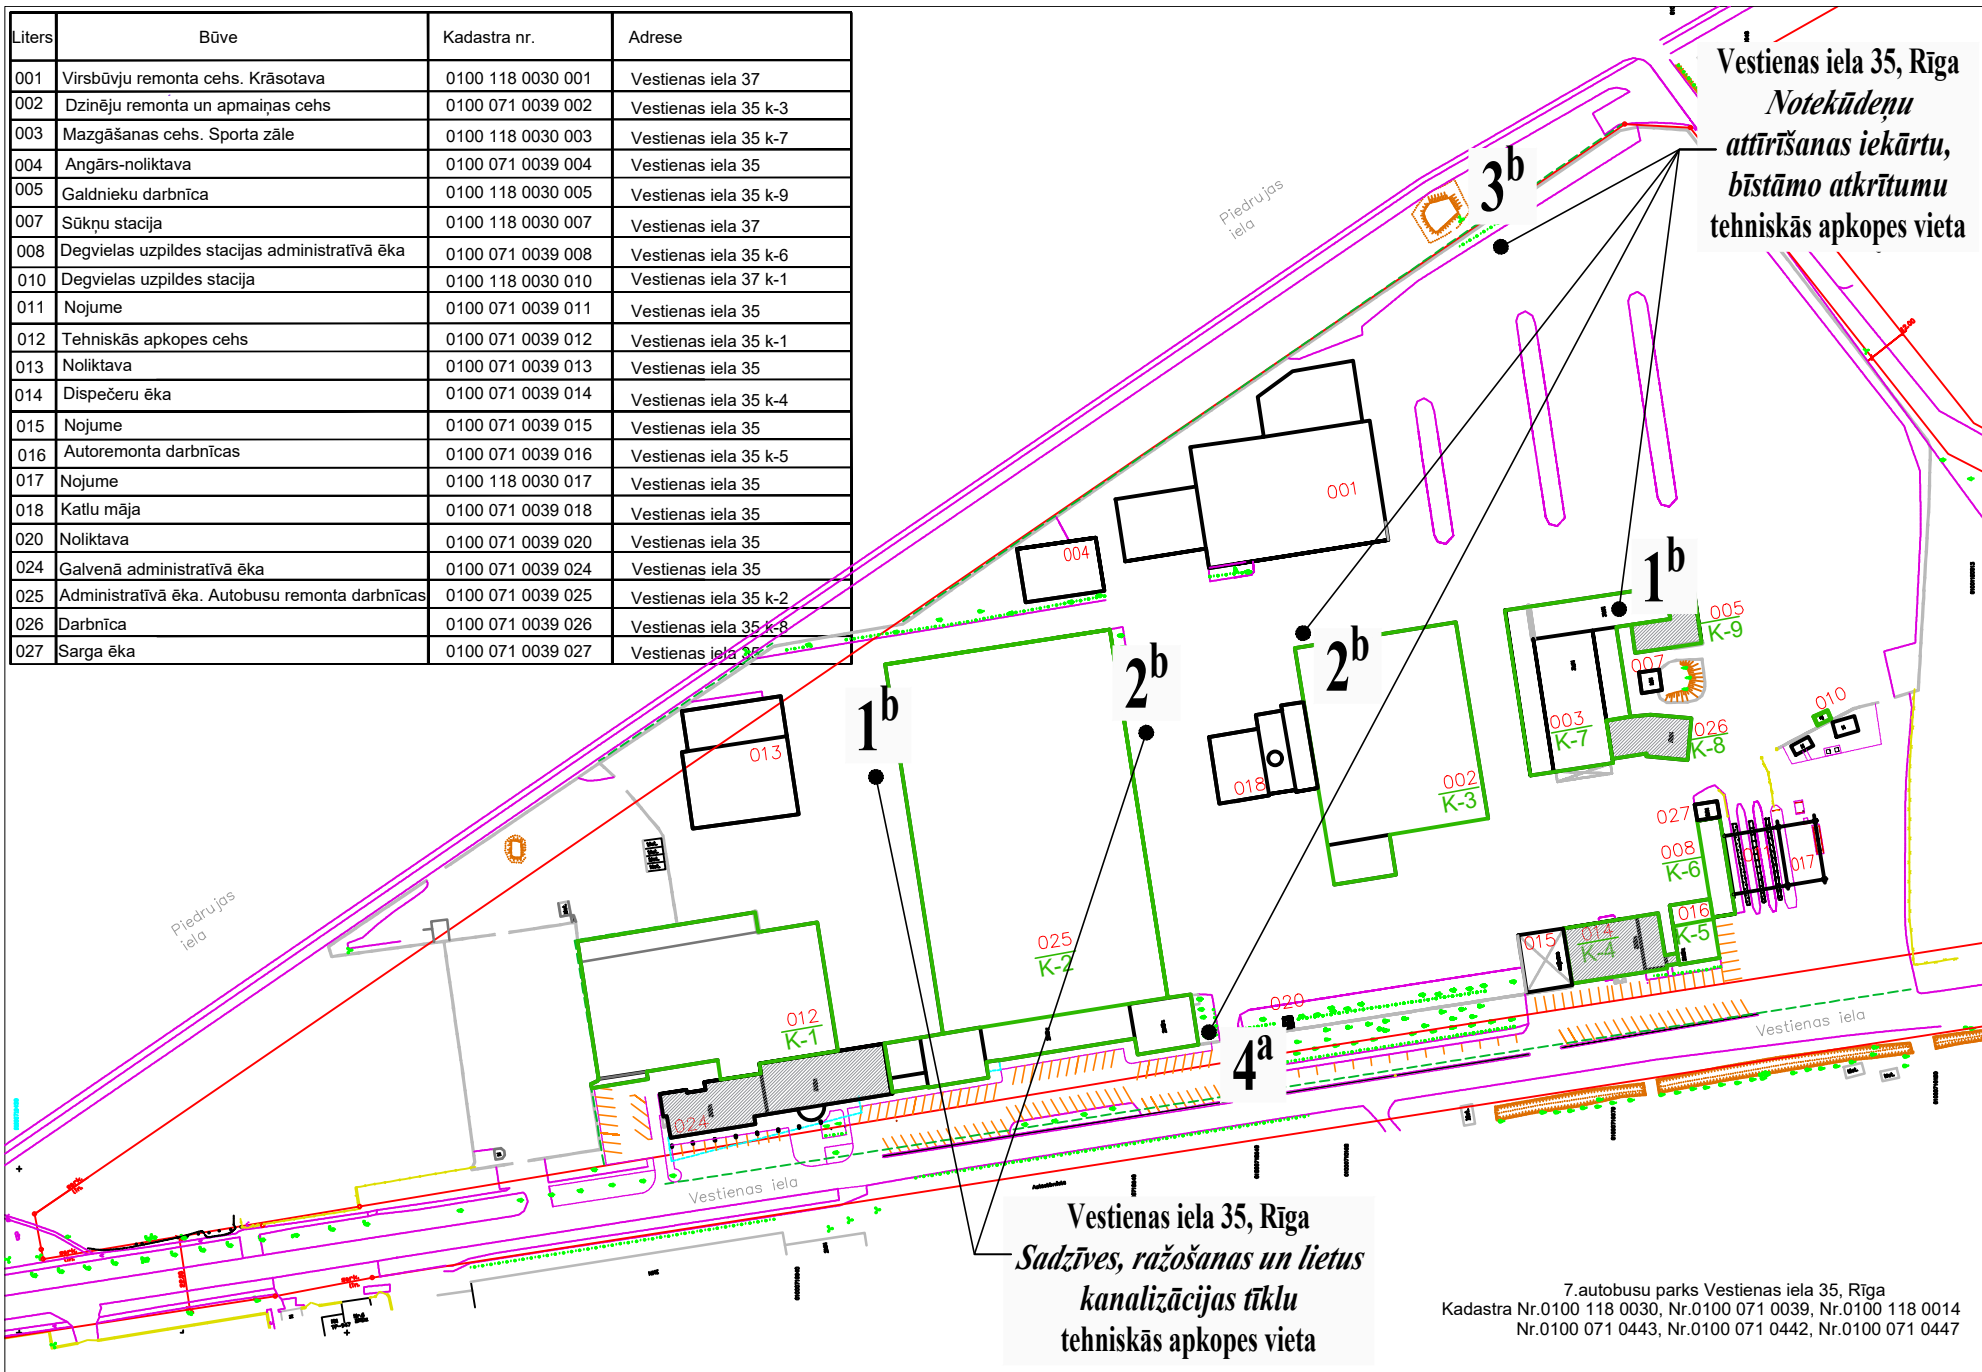 Liters Būve Kadastra nr. Adrese
001 Virsbūvju remonta cehs. Krāsotava 0100 118 0030 001 Vestienas iela 37
002 Dzinēju remonta un apmaiņas cehs 0100 071 0039 002 Vestienas iela 35 k-3
003 Mazgāšanas cehs. Sporta zāle 0100 118 0030 003 Vestienas iela 35 k-7
004 Angārs-noliktava 0100 071 0039 004 Vestienas iela 35
005 Galdnieku darbnīca 0100 118 0030 005 Vestienas iela 35 k-9
007 Sūkņu stacija 0100 118 0030 007 Vestienas iela 37
008 Degvielas uzpildes stacijas administratīvā ēka 0100 071 0039 008 Vestienas iela 35 k-6
010 Degvielas uzpildes stacija 0100 118 0030 010 Vestienas iela 37 k-1
011 Nojume 0100 071 0039 011 Vestienas iela 35
012 Tehniskās apkopes cehs 0100 071 0039 012 Vestienas iela 35 k-1
013 Noliktava 0100 071 0039 013 Vestienas iela 35
014 Dispečeru ēka 0100 071 0039 014 Vestienas iela 35 k-4
015 Nojume 0100 071 0039 015 Vestienas iela 35
016 Autoremonta darbnīcas 0100 071 0039 016 Vestienas iela 35 k-5
017 Nojume 0100 118 0030 017 Vestienas iela 35
018 Katlu māja 0100 071 0039 018 Vestienas iela 35
020 Noliktava 0100 071 0039 020 Vestienas iela 35
024 Galvenā administratīvā ēka 0100 071 0039 024 Vestienas iela 35
025 Administratīvā ēka. Autobusu remonta darbnīcas 0100 071 0039 025 Vestienas iela 35 k-2
026 Darbnīca 0100 071 0039 026 Vestienas iela 35 k-8
027 Sarga ēka 0100 071 0039 027 Vestienas iela 35
Vestienas iela 35, Rīga
Notekūdeņu
attīrīšanas iekārtu,
bīstāmo atkrītumu
tehniskās apkopes vieta
Piedrujas
iela
3b
001
004
1b
005
K-9
2b
2b
007
1b
013
003
K-7
026
K-8
010
018
002
K-3
027
008
K-6
017
016
K-5
015
014
K-4
Piedrujas
iela
025
K-2
012
K-1
020
4a
024
Vestienas iela
Vestienas iela
Vestienas iela 35, Rīga
Sadzīves, ražošanas un lietus
kanalizācijas tīklu
tehniskās apkopes vieta
7.autobusu parks Vestienas iela 35, Rīga
Kadastra Nr.0100 118 0030, Nr.0100 071 0039, Nr.0100 118 0014
Nr.0100 071 0443, Nr.0100 071 0442, Nr.0100 071 0447